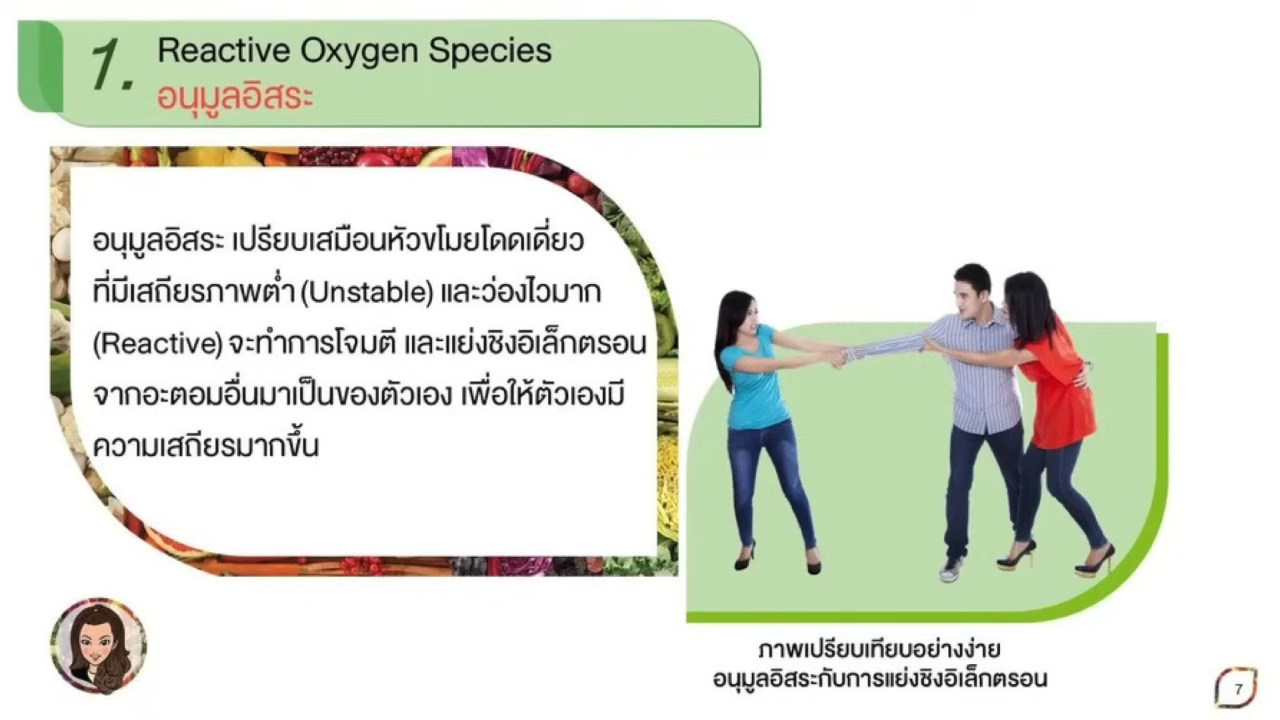 1.
Reactive Oxygen Species
อนุมูลอิสระ
อนุมูลอิสระ เปรียบเสมือนหัวขโมยโดดเดี่ยว
ที่มีเสถียรภาพต่ำ (Unstable) และว่องไวมาก
(Reactive) จะทำการโจมตี และแย่งชิงอิเล็กตรอน
จากอะตอมอื่นมาเป็นของตัวเอง เพื่อให้ตัวเองมี
ความเสถียรมากขึ้น
ภาพเปรียบเทียบอย่างง่าย
อนุมูลอิสระกับการแย่งชิงอิเล็กตรอน
7